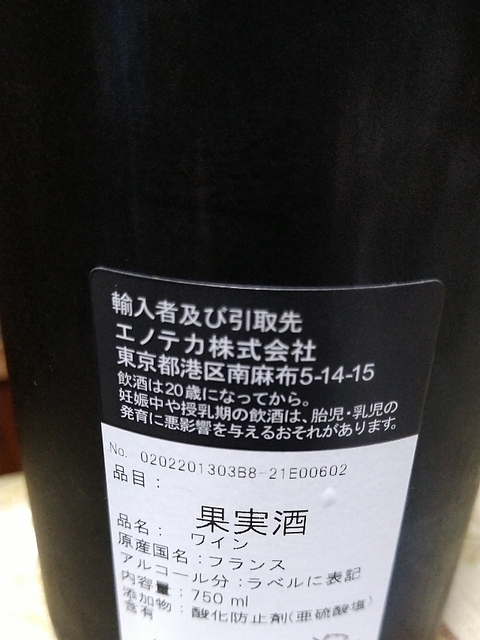 輸入者及び引取先
エノテカ株式会社
東京都港区南麻布5-14-15
飲酒は20歳になってから。
妊娠中や授乳期の飲酒は、胎児・乳児の
発育に悪影響を与えるおそれがあります。
No. 0202201303B8-21E00602
品目：
果実酒
品名： ワイン
原産国名：フランス
アルコール分：ラベルに表記
内容量：750 ml
添加物：酸化防止剤(亜硫酸塩)
含有